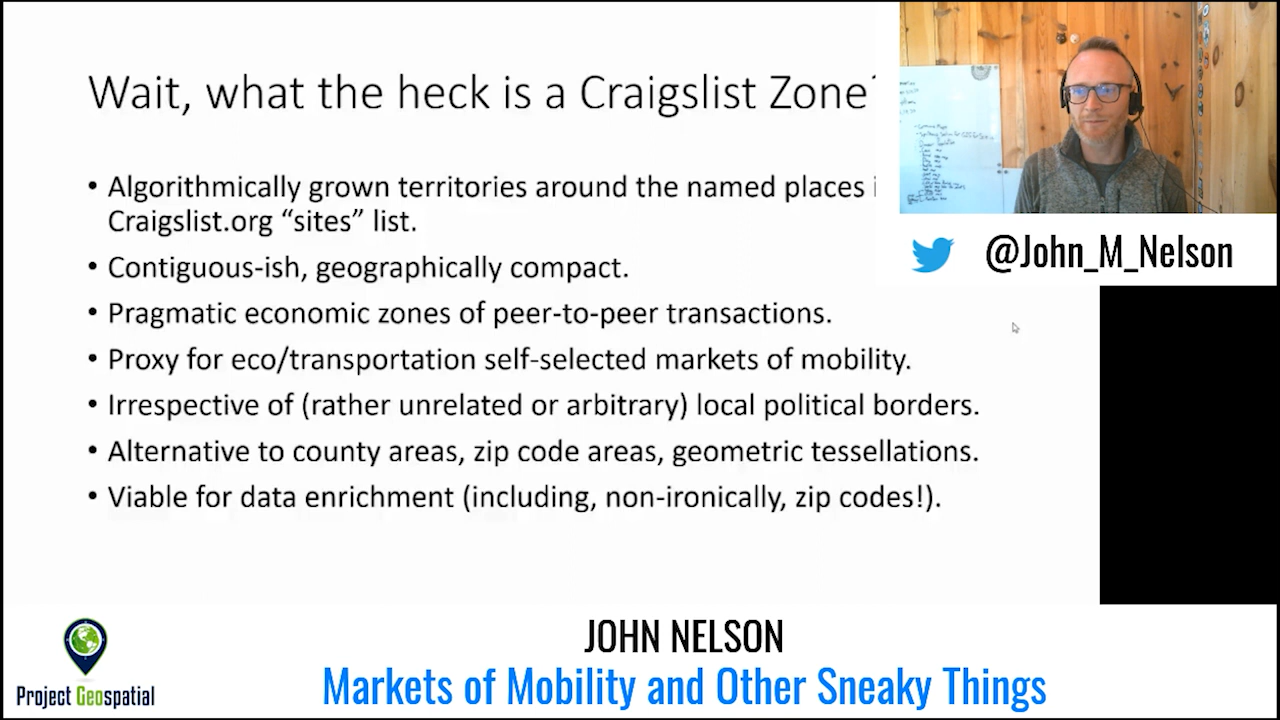 Wait, what the heck is a Craigslist Zone?
• Algorithmically grown territories around the named places
Craigslist.org “sites” list.
• Contiguous-ish, geographically compact.
• Pragmatic economic zones of peer-to-peer transactions.
• Proxy for eco/transportation self-selected markets of mobility.
• Irrespective of (rather unrelated or arbitrary) local political borders.
• Alternative to county areas, zip code areas, geometric tessellations.
• Viable for data enrichment (including, non-ironically, zip codes!).
@John_M_Nelson
JOHN NELSON
Markets of Mobility and Other Sneaky Things
Project Geospatial